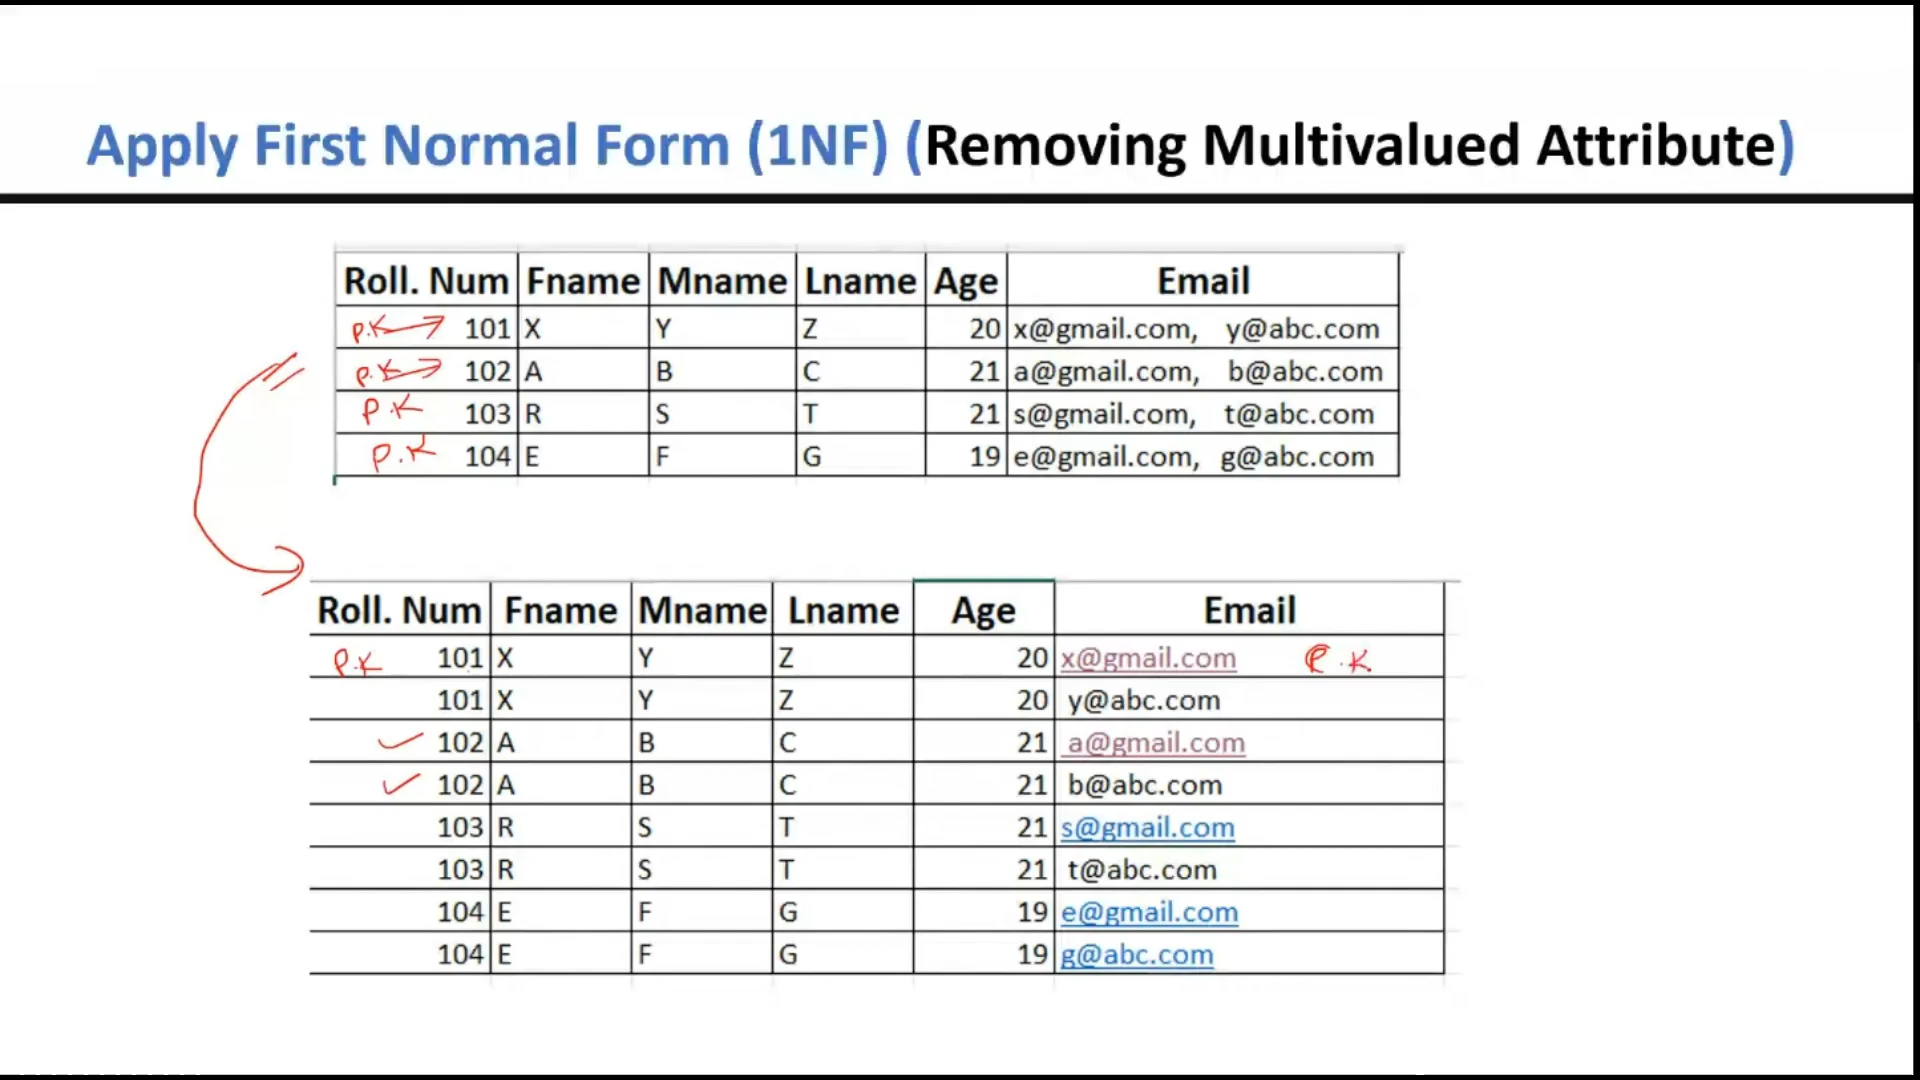 Apply First Normal Form (1NF) (Removing Multivalued Attribute)
Roll. Num Fname Mname Lname Age Email
P.K 101 X Y Z 20 x@gmail.com, y@abc.com
P.K 102 A B C 21 a@gmail.com, b@abc.com
P.K 103 R S T 21 s@gmail.com, t@abc.com
P.K 104 E F G 19 e@gmail.com, g@abc.com
Roll. Num Fname Mname Lname Age Email
P.K 101 X Y Z 20 x@gmail.com P.K
101 X Y Z 20 y@abc.com
102 A B C 21 a@gmail.com
102 A B C 21 b@abc.com
103 R S T 21 s@gmail.com
103 R S T 21 t@abc.com
104 E F G 19 e@gmail.com
104 E F G 19 g@abc.com